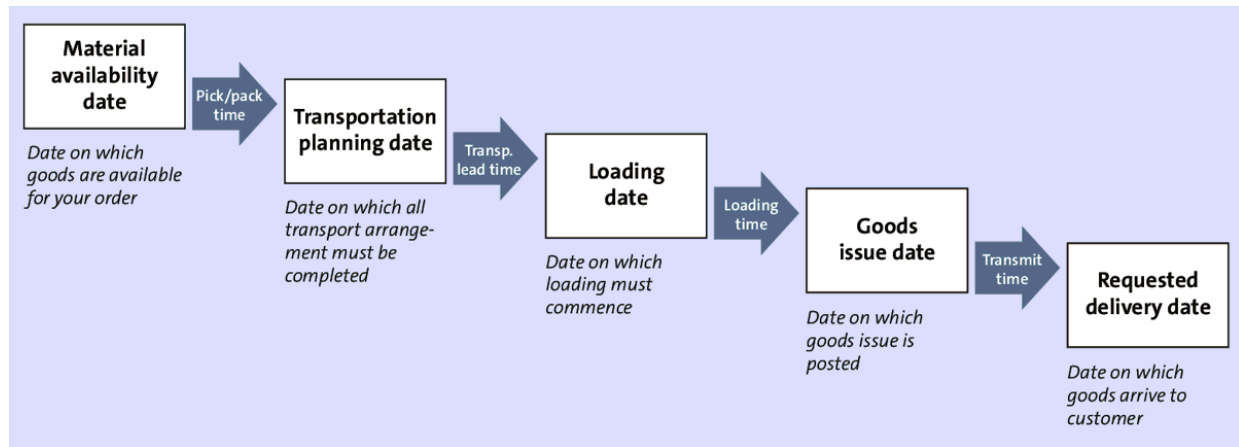 Material
availability
date
Pick/pack
time
Date on which
goods are available
for your order
Transportation
planning date
Transp.
lead time
Date on which all
transport arrange-
ment must be
completed
Loading
date
Loading
time
Date on which
loading must
commence
Goods
issue date
Transmit
time
Date on which
goods issue is
posted
Requested
delivery date
Date on which
goods arrive to
customer